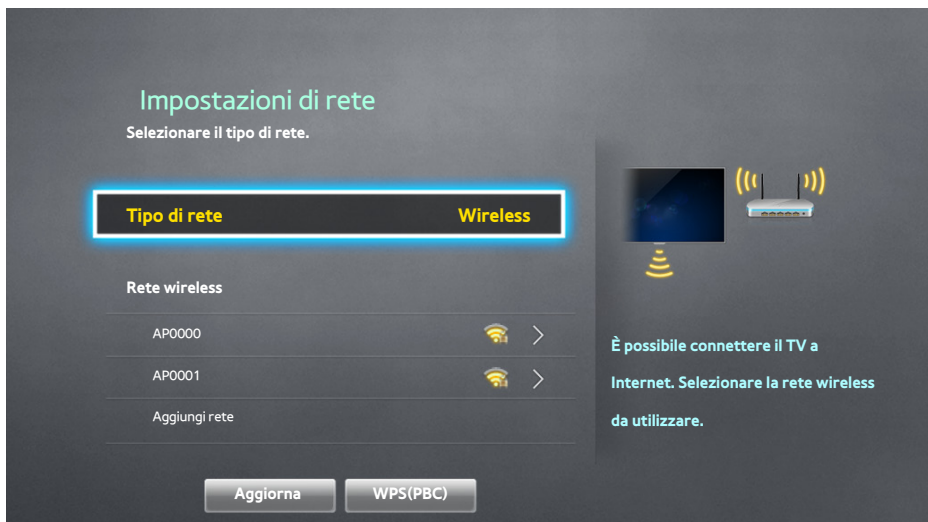 Impostazioni di rete
Selezionare il tipo di rete.
Tipo di rete Wireless
Rete wireless
AP0000
AP0001
Aggiungi rete
È possibile connettere il TV a
Internet. Selezionare la rete wireless
da utilizzare.
Aggiorna WPS(PBC)